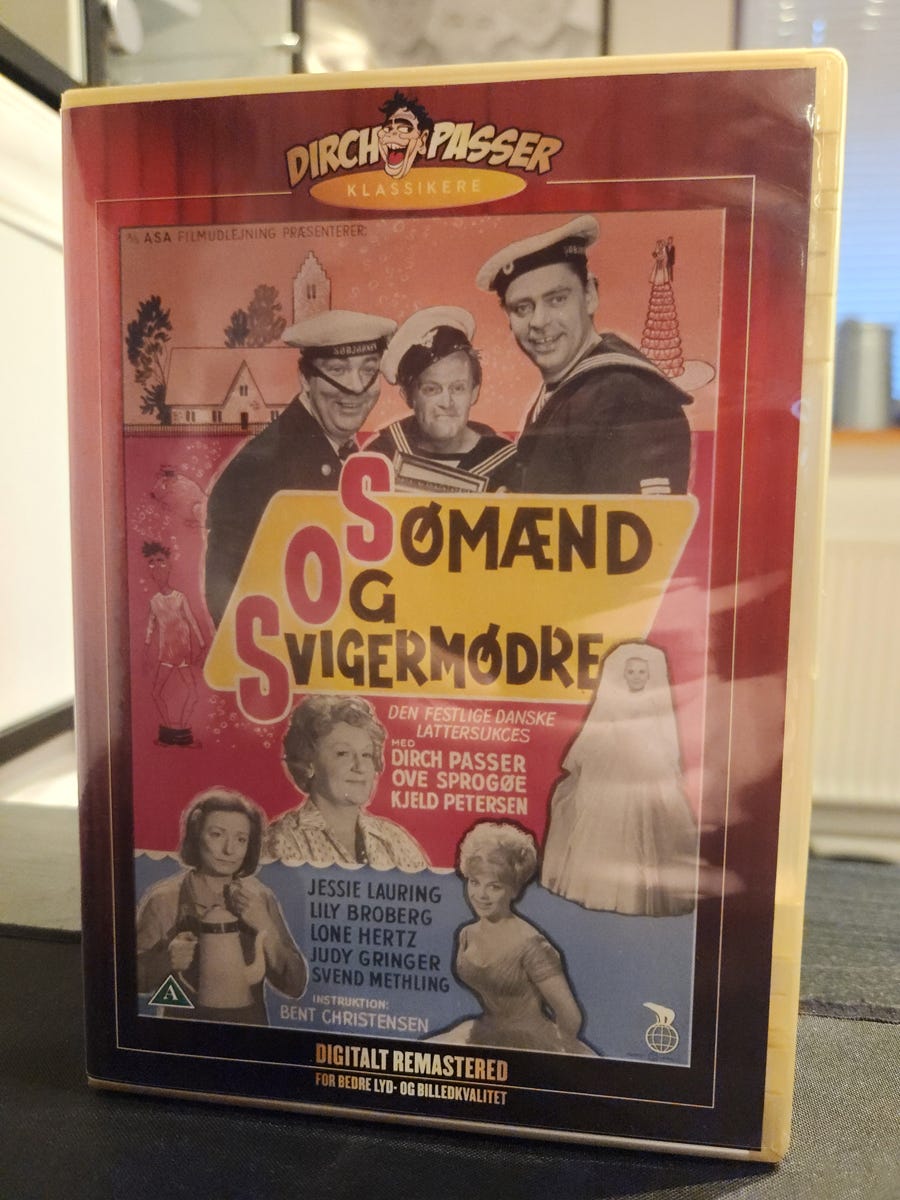 DIRCH PASSER
KLASSIKERE
A/S ASA FILMUDLEJNING PRÆSENTERER:
SØMÆND
OG
SVIGERMØDRE
DEN FESTLIGE DANSKE
LATTERSUKCES
MED
DIRCH PASSER
OVE SPROGØE
KJELD PETERSEN
JESSIE LAURING
LILY BROBERG
LONE HERTZ
JUDY GRINGER
SVEND METHLING
INSTRUKTION:
BENT CHRISTENSEN
A
DIGITALT REMASTERED
FOR BEDRE LYD- OG BILLEDKVALITET